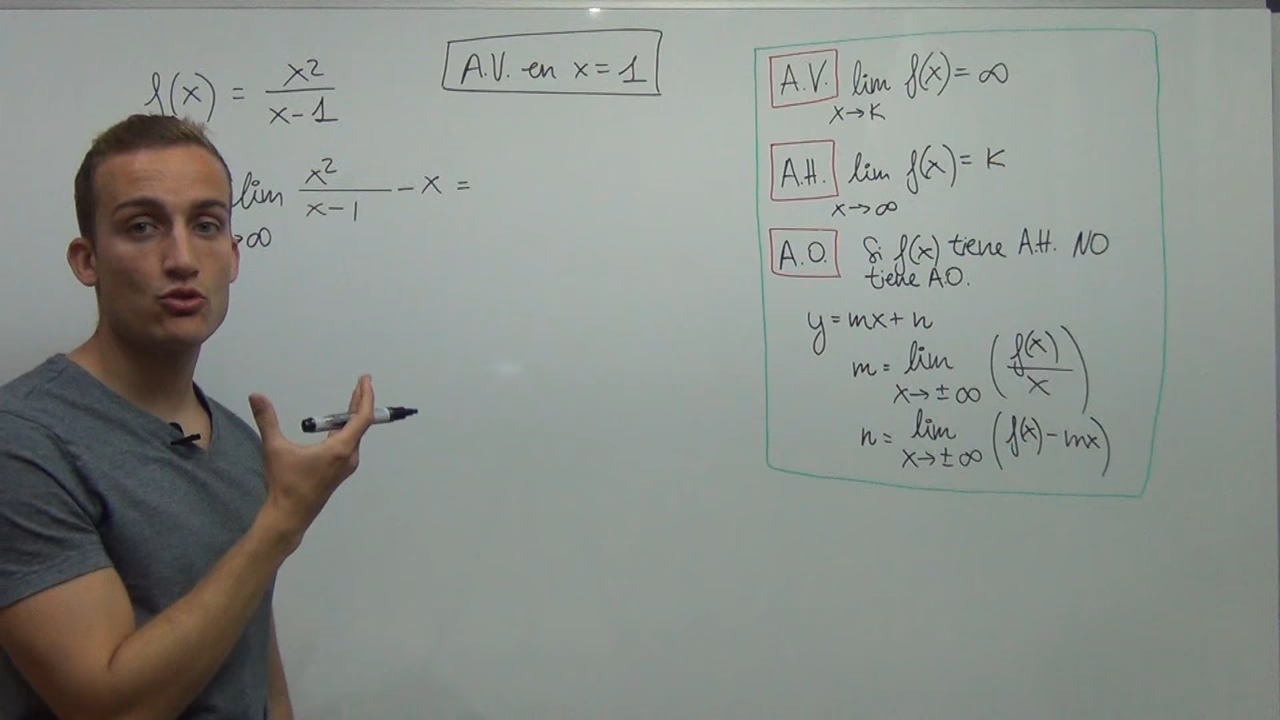 f(x) = x²/(x-1)
A.V. en x = 1
lim x²/(x-1) - x =
→∞
A.V. lim f(x) = ∞
x→K
A.H. lim f(x) = K
x→∞
A.O. Si f(x) tiene A.H. NO
tiene A.O.
y = mx + n
m = lim (f(x)/x)
x→±∞
n = lim (f(x) - mx)
x→±∞